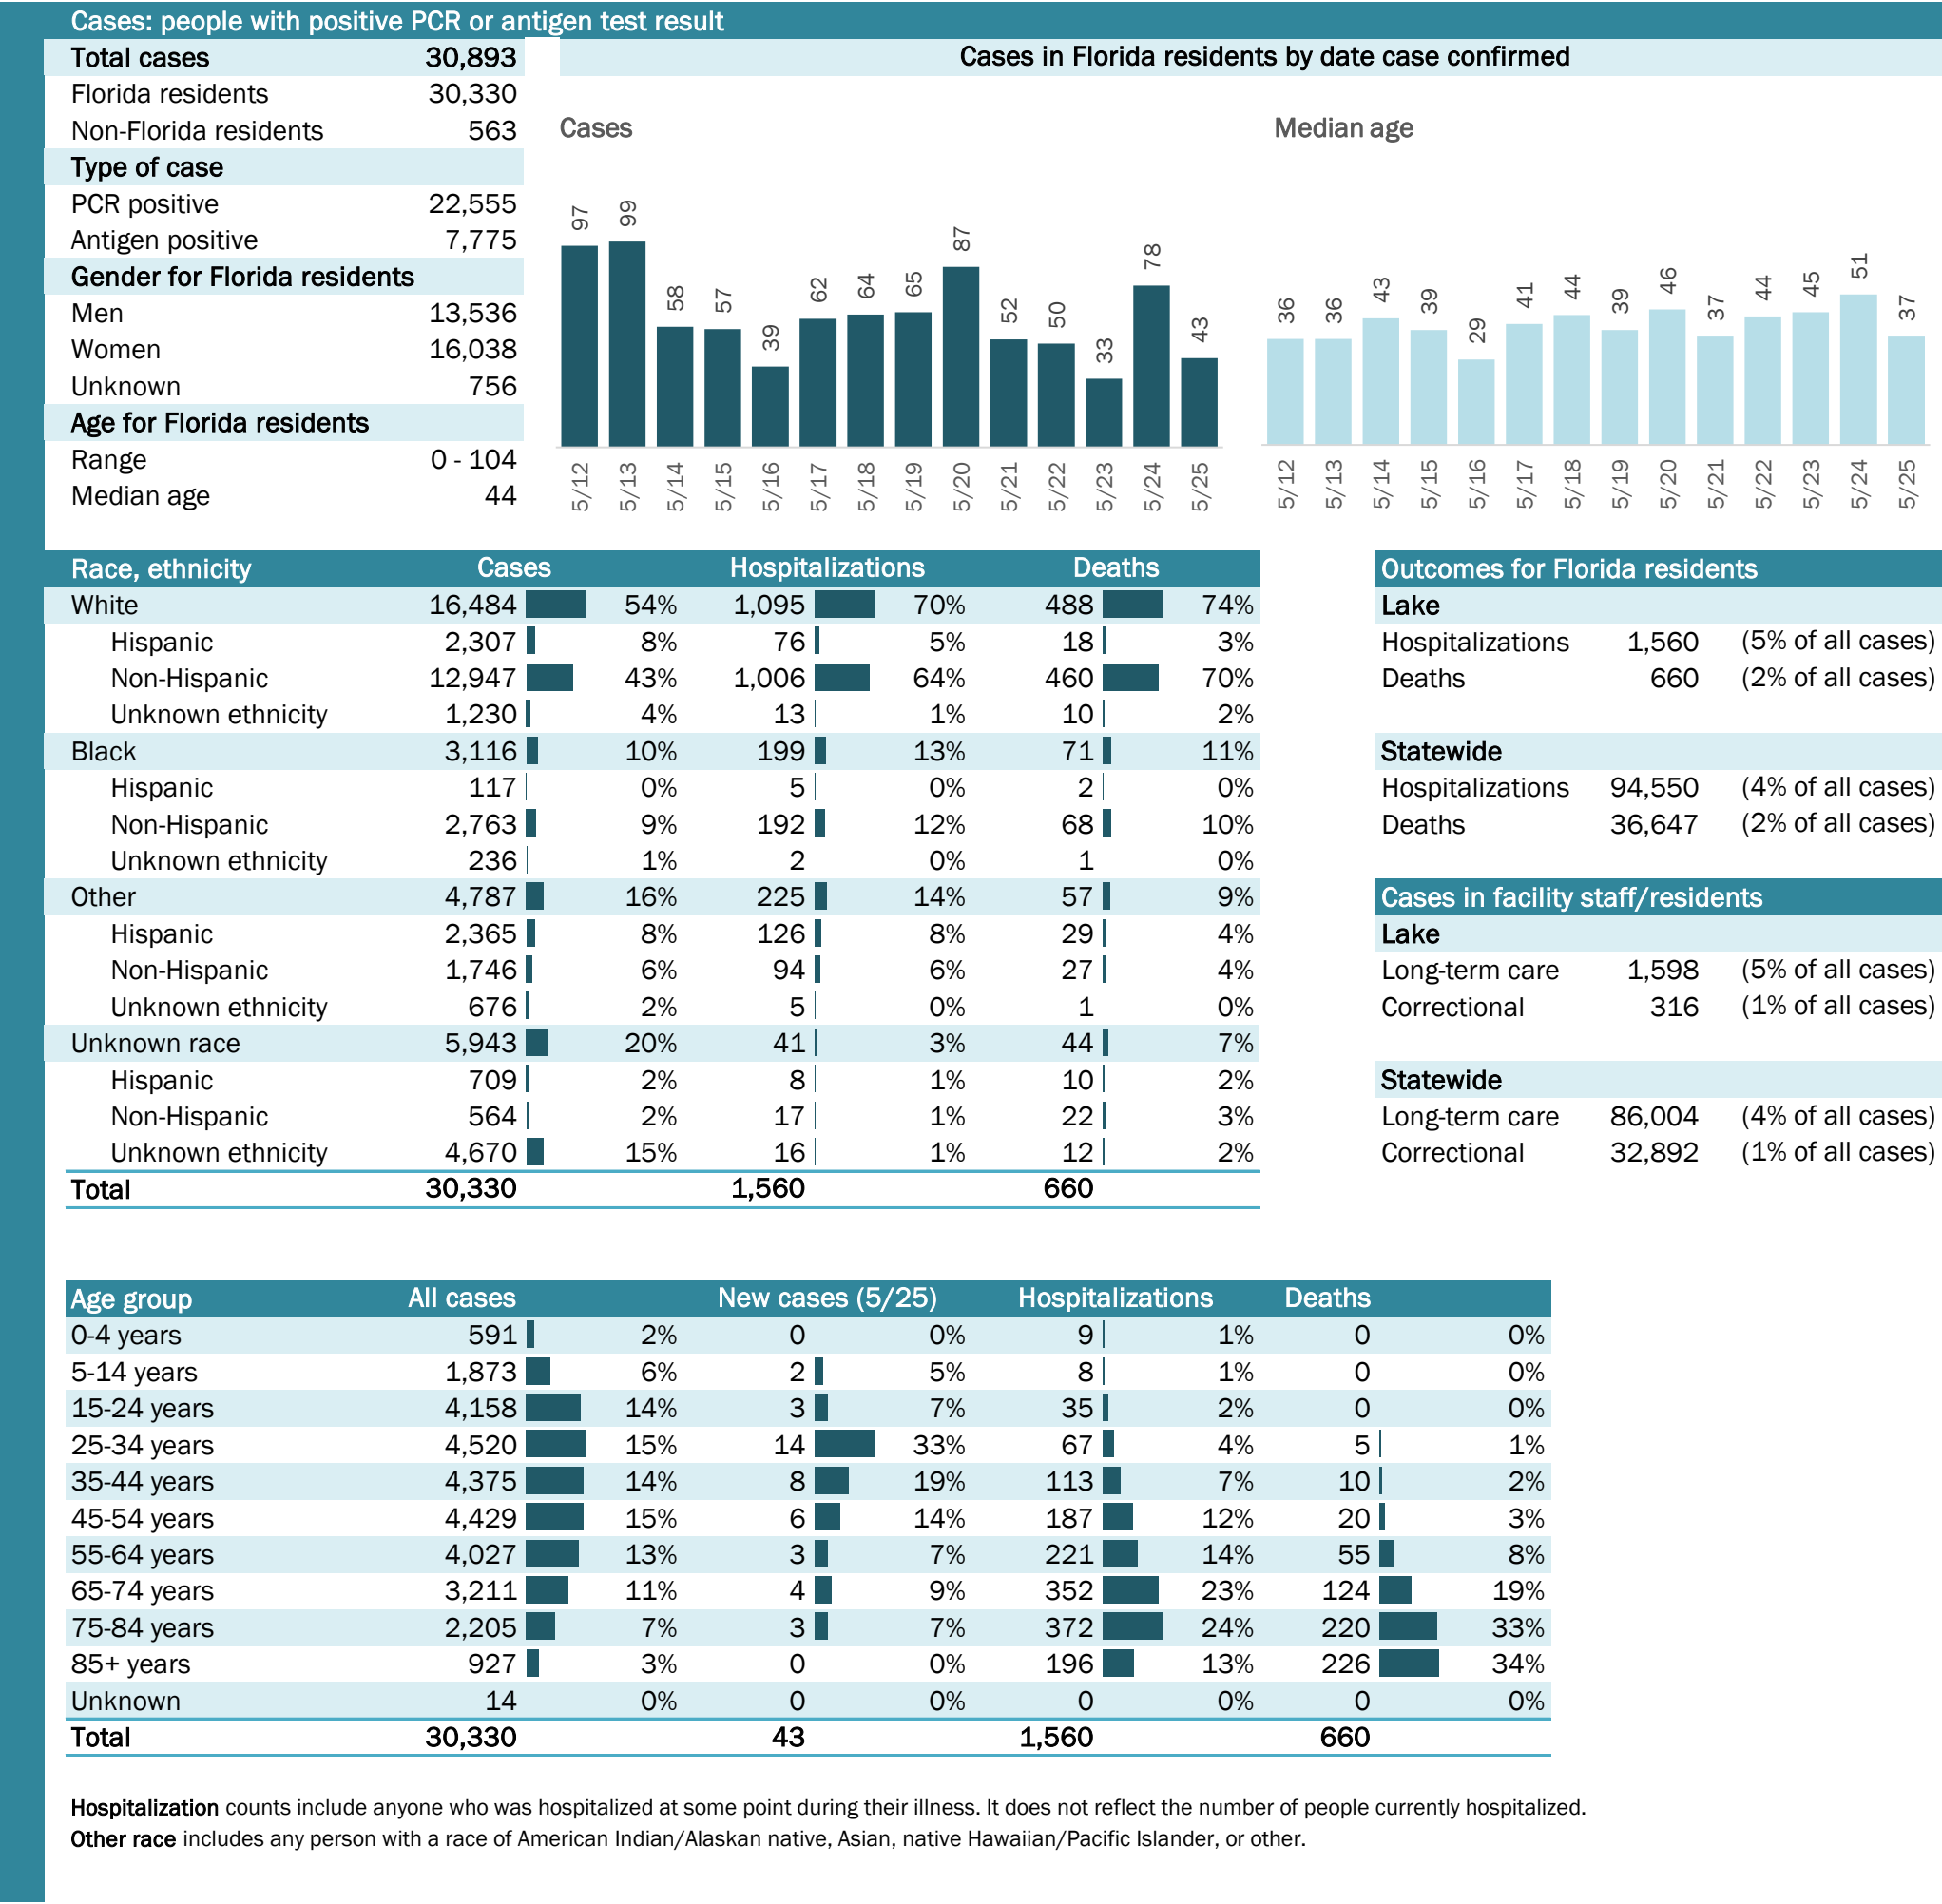 Cases: people with positive PCR or antigen test result
Total cases 30,893
Florida residents 30,330
Non-Florida residents 563
Type of case
PCR positive 22,555
Antigen positive 7,775
Gender for Florida residents
Men 13,536
Women 16,038
Unknown 756
Age for Florida residents
Range 0 - 104
Median age 44
Cases in Florida residents by date case confirmed
Cases
97 99 58 57 39 62 64 65 87 52 50 33 78 43
5/12 5/13 5/14 5/15 5/16 5/17 5/18 5/19 5/20 5/21 5/22 5/23 5/24 5/25
Median age
36 36 43 39 29 41 44 39 46 37 44 45 51 37
5/12 5/13 5/14 5/15 5/16 5/17 5/18 5/19 5/20 5/21 5/22 5/23 5/24 5/25
Race, ethnicity Cases Hospitalizations Deaths
White 16,484 54% 1,095 70% 488 74%
Hispanic 2,307 8% 76 5% 18 3%
Non-Hispanic 12,947 43% 1,006 64% 460 70%
Unknown ethnicity 1,230 4% 13 1% 10 2%
Black 3,116 10% 199 13% 71 11%
Hispanic 117 0% 5 0% 2 0%
Non-Hispanic 2,763 9% 192 12% 68 10%
Unknown ethnicity 236 1% 2 0% 1 0%
Other 4,787 16% 225 14% 57 9%
Hispanic 2,365 8% 126 8% 29 4%
Non-Hispanic 1,746 6% 94 6% 27 4%
Unknown ethnicity 676 2% 5 0% 1 0%
Unknown race 5,943 20% 41 3% 44 7%
Hispanic 709 2% 8 1% 10 2%
Non-Hispanic 564 2% 17 1% 22 3%
Unknown ethnicity 4,670 15% 16 1% 12 2%
Total 30,330 1,560 660
Outcomes for Florida residents
Lake
Hospitalizations 1,560 (5% of all cases)
Deaths 660 (2% of all cases)
Statewide
Hospitalizations 94,550 (4% of all cases)
Deaths 36,647 (2% of all cases)
Cases in facility staff/residents
Lake
Long-term care 1,598 (5% of all cases)
Correctional 316 (1% of all cases)
Statewide
Long-term care 86,004 (4% of all cases)
Correctional 32,892 (1% of all cases)
Age group All cases New cases (5/25) Hospitalizations Deaths
0-4 years 591 2% 0 0% 9 1% 0 0%
5-14 years 1,873 6% 2 5% 8 1% 0 0%
15-24 years 4,158 14% 3 7% 35 2% 0 0%
25-34 years 4,520 15% 14 33% 67 4% 5 1%
35-44 years 4,375 14% 8 19% 113 7% 10 2%
45-54 years 4,429 15% 6 14% 187 12% 20 3%
55-64 years 4,027 13% 3 7% 221 14% 55 8%
65-74 years 3,211 11% 4 9% 352 23% 124 19%
75-84 years 2,205 7% 3 7% 372 24% 220 33%
85+ years 927 3% 0 0% 196 13% 226 34%
Unknown 14 0% 0 0% 0 0% 0 0%
Total 30,330 43 1,560 660
Hospitalization counts include anyone who was hospitalized at some point during their illness. It does not reflect the number of people currently hospitalized.
Other race includes any person with a race of American Indian/Alaskan native, Asian, native Hawaiian/Pacific Islander, or other.